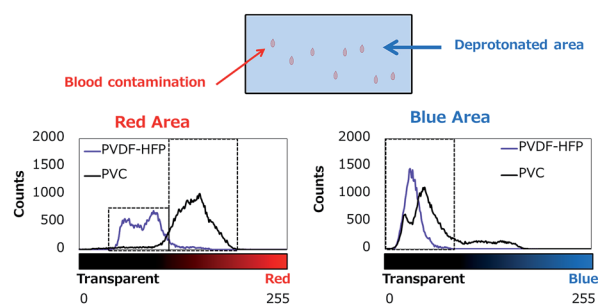 Blood contamination
Deprotonated area
Red Area
Counts
2000
1500
1000
500
0
PVDF-HFP
PVC
Transparent
Red
0
255
Blue Area
Counts
2000
1500
1000
500
0
PVDF-HFP
PVC
Transparent
Blue
0
255